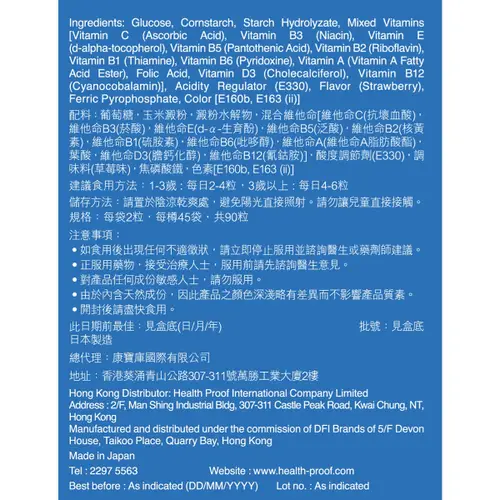 Ingredients: Glucose, Cornstarch, Starch Hydrolyzate, Mixed Vitamins
[Vitamin C (Ascorbic Acid), Vitamin B3 (Niacin), Vitamin E
(d-alpha-tocopherol), Vitamin B5 (Pantothenic Acid), Vitamin B2 (Riboflavin),
Vitamin B1 (Thiamine), Vitamin B6 (Pyridoxine), Vitamin A (Vitamin A Fatty
Acid Ester), Folic Acid, Vitamin D3 (Cholecalciferol), Vitamin B12
(Cyanocobalamin)], Acidity Regulator (E330), Flavor (Strawberry),
Ferric Pyrophosphate, Color [E160b, E163 (ii)]
配料：葡萄糖，玉米澱粉，澱粉水解物，混合維他命[維他命C(抗壞血酸)，
維他命B3(菸酸)，維他命E(d-α-生育酚)，維他命B5(泛酸)，維他命B2(核黃
素)，維他命B1(硫胺素)，維他命B6(吡哆醇)，維他命A(維他命A脂肪酸酯)，
葉酸，維他命D3(膽鈣化醇)，維他命B12(氰鈷胺)]，酸度調節劑(E330)，調
味料(草莓味)，焦磷酸鐵，色素[E160b, E163 (ii)]
建議食用方法：1-3歲：每日2-4粒，3歲以上：每日4-6粒
儲存方法：請置於陰涼乾爽處，避免陽光直接照射。請勿讓兒童直接接觸。
規格：每袋2粒，每樽45袋，共90粒
注意事項：
• 如食用後出現任何不適徵狀，請立即停止服用並諮詢醫生或藥劑師建議。
• 正服用藥物，接受治療人士，服用前請先諮詢醫生意見。
• 對產品任何成份敏感人士，請勿服用。
• 由於內含天然成份，因此產品之顏色深淺略有差異而不影響產品質素。
• 開封後請盡快食用。
此日期前最佳：見盒底(日/月/年) 批號：見盒底
日本製造
總代理：康寶庫國際有限公司
地址：香港葵涌青山公路307-311號萬勝工業大廈2樓
Hong Kong Distributor: Health Proof International Company Limited
Address : 2/F, Man Shing Industrial Bldg, 307-311 Castle Peak Road, Kwai Chung, NT,
Hong Kong
Manufactured and distributed under the commission of DFI Brands of 5/F Devon
House, Taikoo Place, Quarry Bay, Hong Kong
Made in Japan
Tel : 2297 5563 Website : www.health-proof.com
Best before : As indicated (DD/MM/YYYY) Lot no. : As indicated